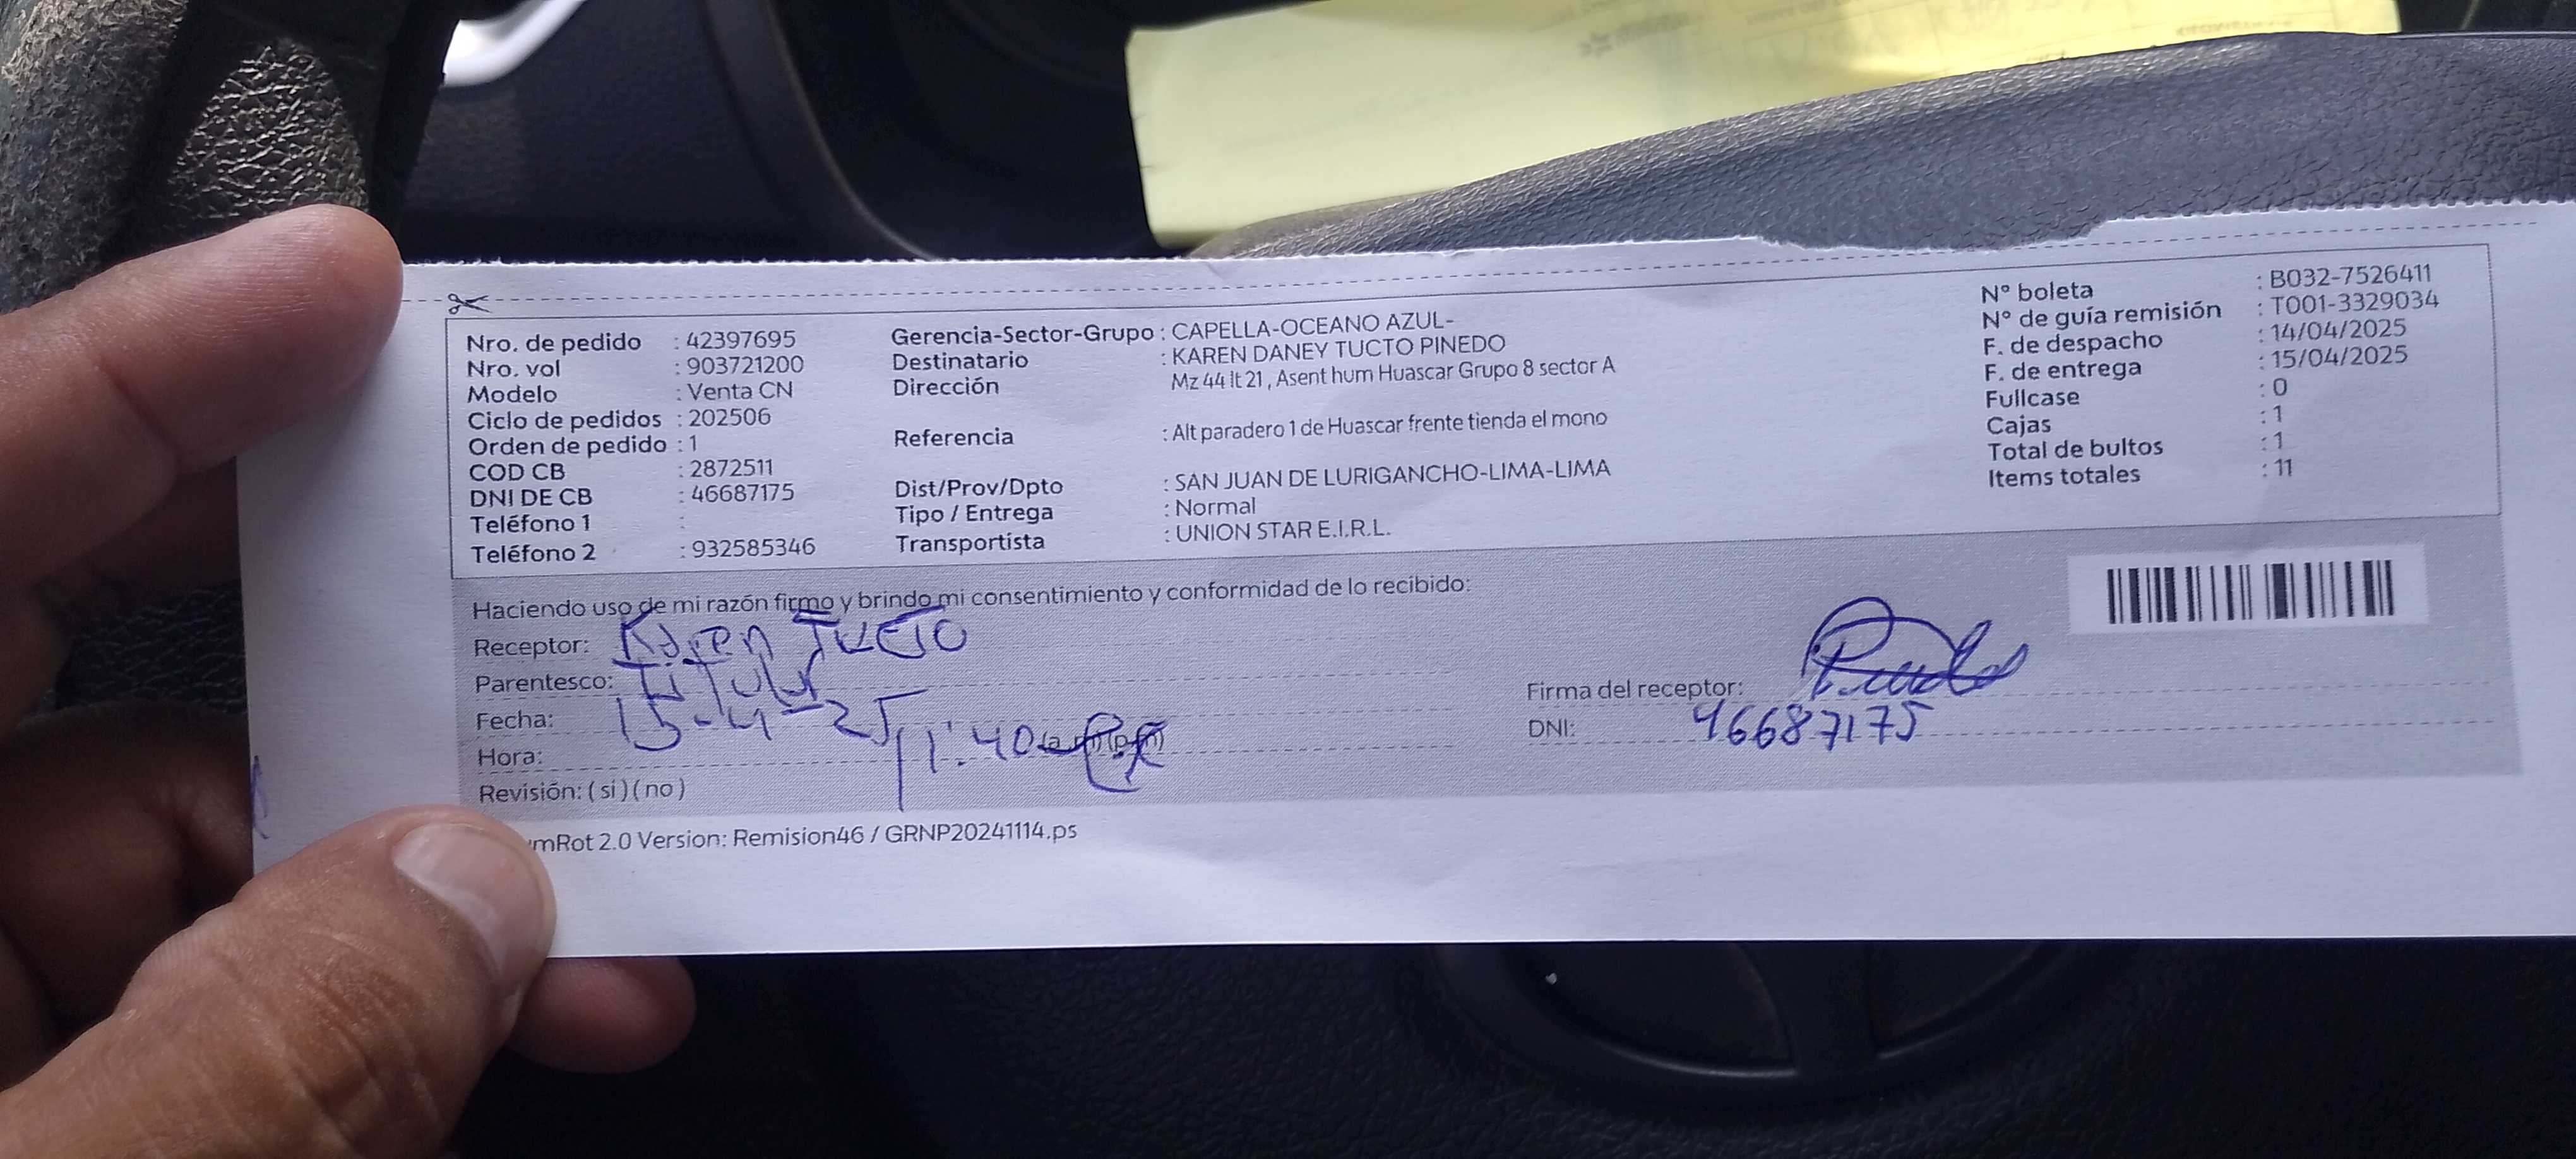 Nro. de pedido : 42397695
Nro. vol : 903721200
Modelo : Venta CN
Ciclo de pedidos : 202506
Orden de pedido : 1
COD CB : 2872511
DNI DE CB : 46687175
Teléfono 1 :
Teléfono 2 : 932585346
Gerencia-Sector-Grupo : CAPELLA-OCEANO AZUL-
Destinatario : KAREN DANEY TUCTO PINEDO
Dirección Mz 44 lt 21 , Asent hum Huascar Grupo 8 sector A
Referencia : Alt paradero 1 de Huascar frente tienda el mono
Dist/Prov/Dpto : SAN JUAN DE LURIGANCHO-LIMA-LIMA
Tipo / Entrega : Normal
Transportista : UNION STAR E.I.R.L.
N° boleta : B032-7526411
N° de guía remisión : T001-3329034
F. de despacho : 14/04/2025
F. de entrega : 15/04/2025
Fullcase : 0
Cajas : 1
Total de bultos : 1
Items totales : 11
Haciendo uso de mi razón firmo y brindo mi consentimiento y conformidad de lo recibido:
Receptor: Karen Tucto
Parentesco: Titular
Fecha: 15-4-25
Hora: 11:40
Revisión: ( si ) ( no )
Firma del receptor:
DNI: 46687175
mRot 2.0 Version: Remision46 / GRNP20241114.ps